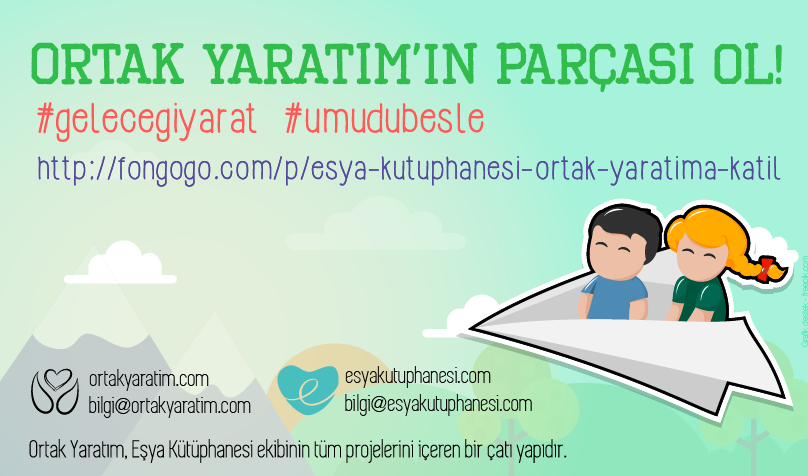 ORTAK YARATIM'IN PARÇASI OL!
#gelecegiyarat #umudubesle
http://fongogo.com/p/esya-kutuphanesi-ortak-yaratima-katil
ortakyaratim.com
bilgi@ortakyaratim.com
esyakutuphanesi.com
bilgi@esyakutuphanesi.com
Ortak Yaratım, Eşya Kütüphanesi ekibinin tüm projelerini içeren bir çatı yapıdır.